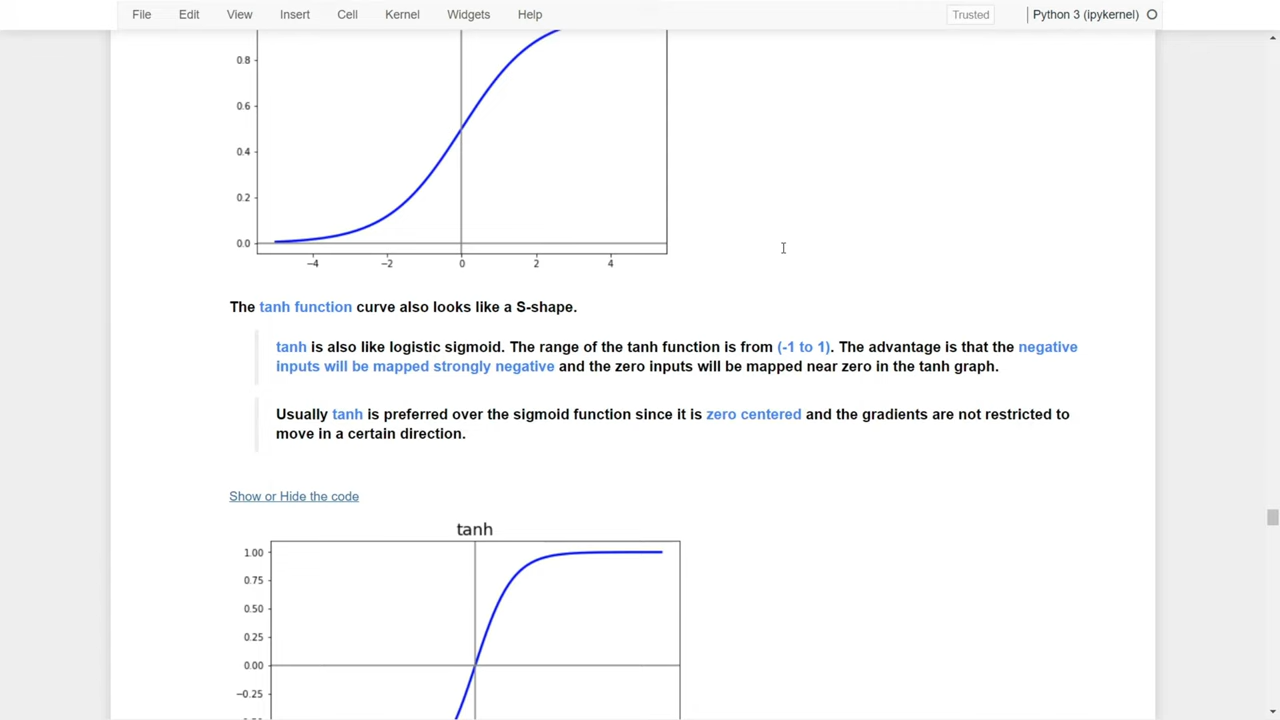 File Edit View Insert Cell Kernel Widgets Help Trusted Python 3 (ipykernel)
0.8
0.6
0.4
0.2
0.0
−4 −2 0 2 4
The tanh function curve also looks like a S-shape.
tanh is also like logistic sigmoid. The range of the tanh function is from (-1 to 1). The advantage is that the negative
inputs will be mapped strongly negative and the zero inputs will be mapped near zero in the tanh graph.
Usually tanh is preferred over the sigmoid function since it is zero centered and the gradients are not restricted to
move in a certain direction.
Show or Hide the code
tanh
1.00
0.75
0.50
0.25
0.00
−0.25